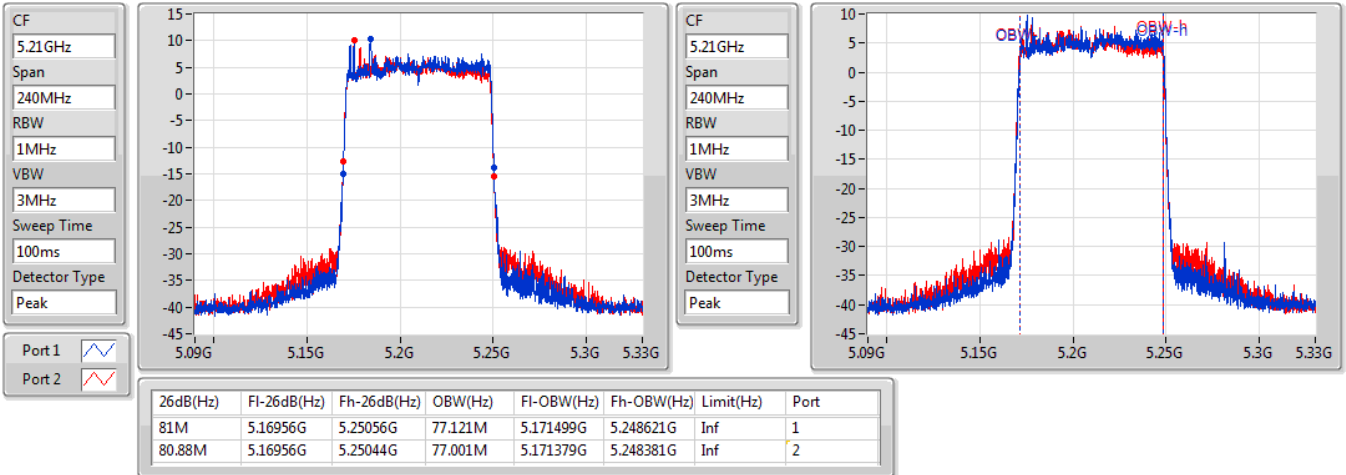 CF
5.21GHz
Span
240MHz
RBW
1MHz
VBW
3MHz
Sweep Time
100ms
Detector Type
Peak
Port 1
Port 2
15
10
5
0
-5
-10
-15
-20
-25
-30
-35
-40
-45
5.09G 5.15G 5.2G 5.25G 5.3G 5.33G
CF
5.21GHz
Span
240MHz
RBW
1MHz
VBW
3MHz
Sweep Time
100ms
Detector Type
Peak
10
5
0
-5
-10
-15
-20
-25
-30
-35
-40
-45
OBW-h
5.09G 5.15G 5.2G 5.25G 5.3G 5.33G
26dB(Hz) Fl-26dB(Hz) Fh-26dB(Hz) OBW(Hz) Fl-OBW(Hz) Fh-OBW(Hz) Limit(Hz) Port
81M 5.16956G 5.25056G 77.121M 5.171499G 5.248621G Inf 1
80.88M 5.16956G 5.25044G 77.001M 5.171379G 5.248381G Inf 2